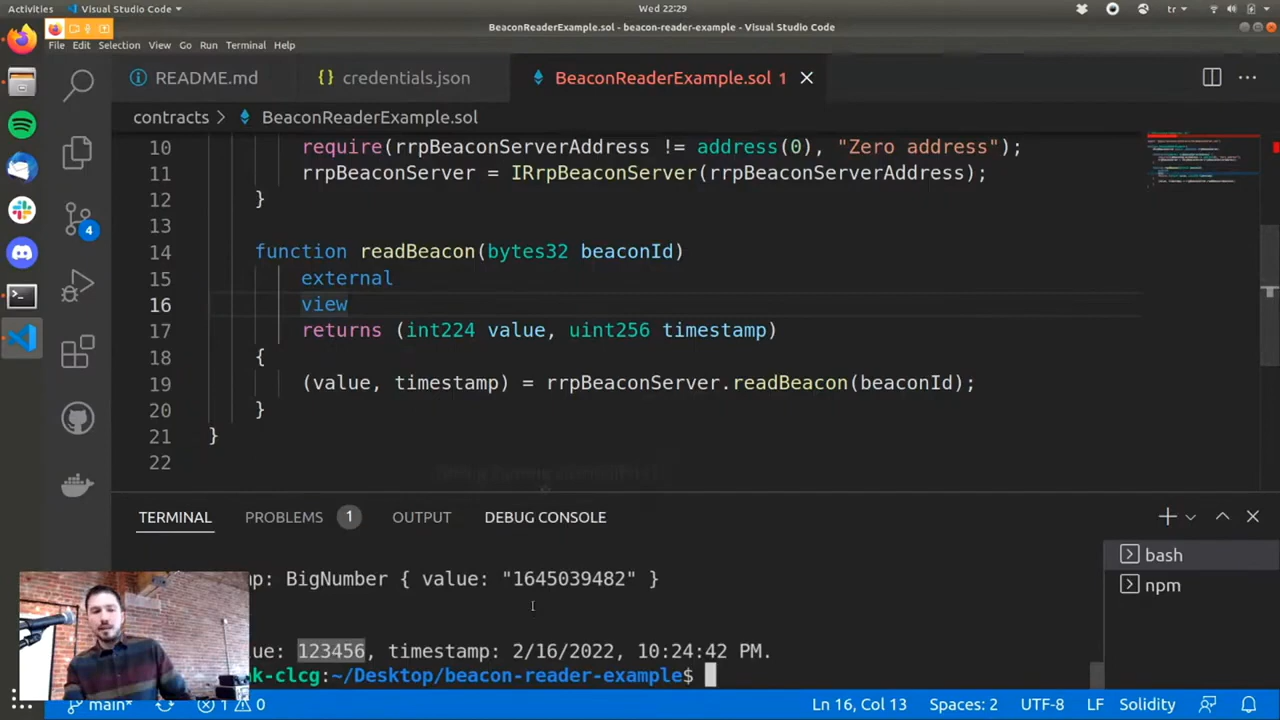 Activities
Visual Studio Code
Wed 22:29
tr
BeaconReaderExample.sol - beacon-reader-example - Visual Studio Code
File Edit Selection View Go Run Terminal Help
README.md
credentials.json
BeaconReaderExample.sol 1
contracts > BeaconReaderExample.sol
10 require(rrpBeaconServerAddress != address(0), "Zero address");
11 rrpBeaconServer = IRrpBeaconServer(rrpBeaconServerAddress);
12 }
13
14 function readBeacon(bytes32 beaconId)
15 external
16 view
17 returns (int224 value, uint256 timestamp)
18 {
19 (value, timestamp) = rrpBeaconServer.readBeacon(beaconId);
20 }
21 }
22
4
TERMINAL PROBLEMS 1 OUTPUT DEBUG CONSOLE
bash
npm
mp: BigNumber { value: "1645039482" }
ue: 123456, timestamp: 2/16/2022, 10:24:42 PM.
k-clcg:~/Desktop/beacon-reader-example$
main* 1 0 Ln 16, Col 13 Spaces: 2 UTF-8 LF Solidity